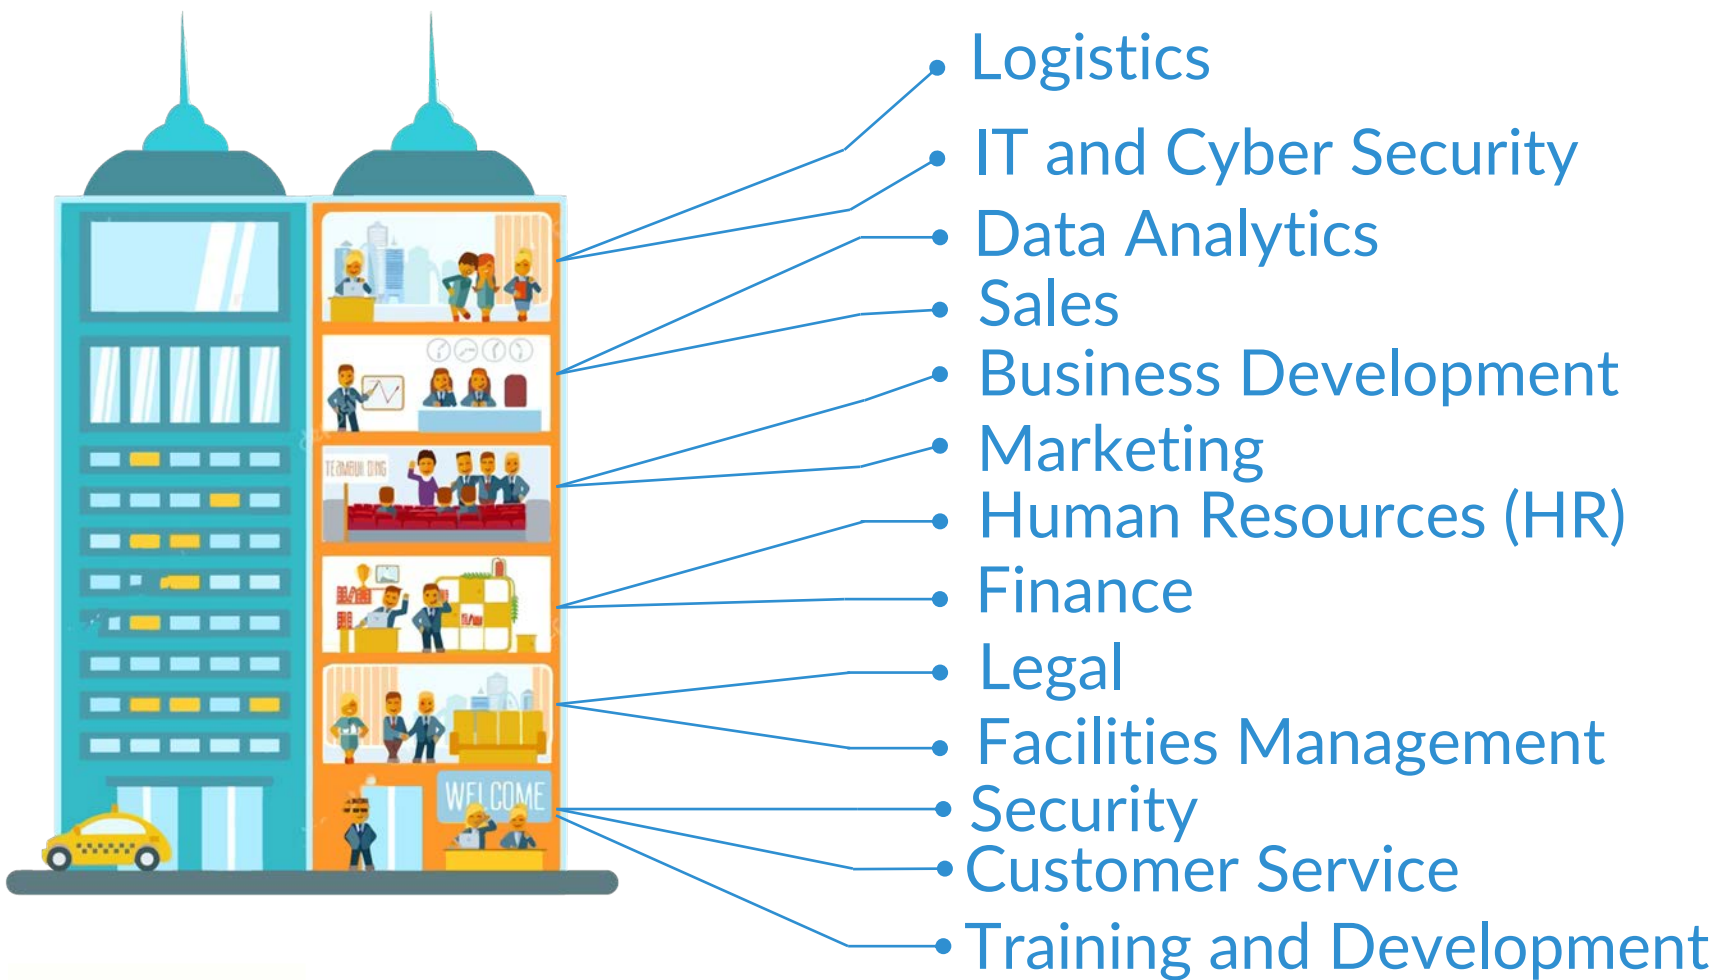 Logistics
IT and Cyber Security
Data Analytics
Sales
Business Development
TEAMBUILDING
Marketing
Human Resources (HR)
Finance
Legal
Facilities Management
WELCOME
Security
Customer Service
Training and Development